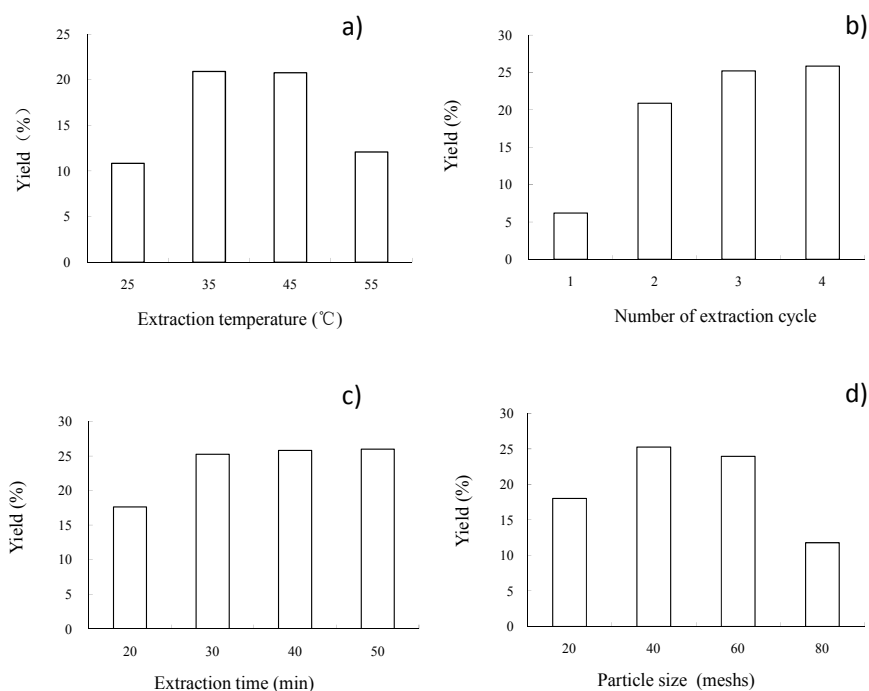 a)
25
20
15
10
5
0
Yield (%)
25 35 45 55
Extraction temperature (℃)
b)
30
25
20
15
10
5
0
Yield (%)
1 2 3 4
Number of extraction cycle
c)
30
25
20
15
10
5
0
Yield (%)
20 30 40 50
Extraction time (min)
d)
30
25
20
15
10
5
0
Yield (%)
20 40 60 80
Particle size (meshs)